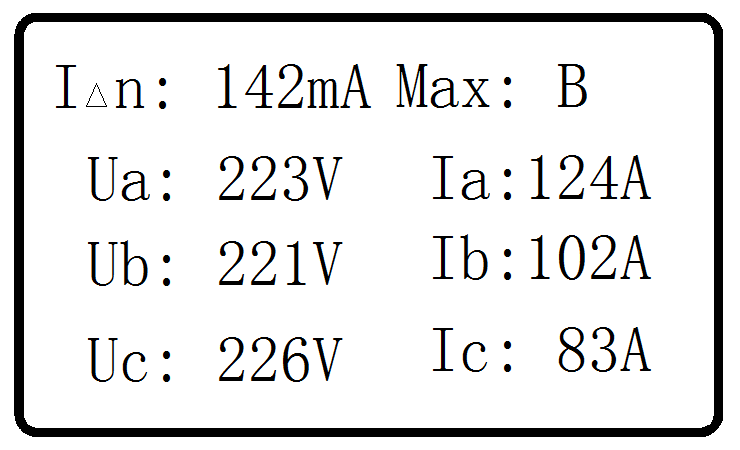 I△n: 142mA Max: B
Ua: 223V Ia:124A
Ub: 221V Ib:102A
Uc: 226V Ic: 83A